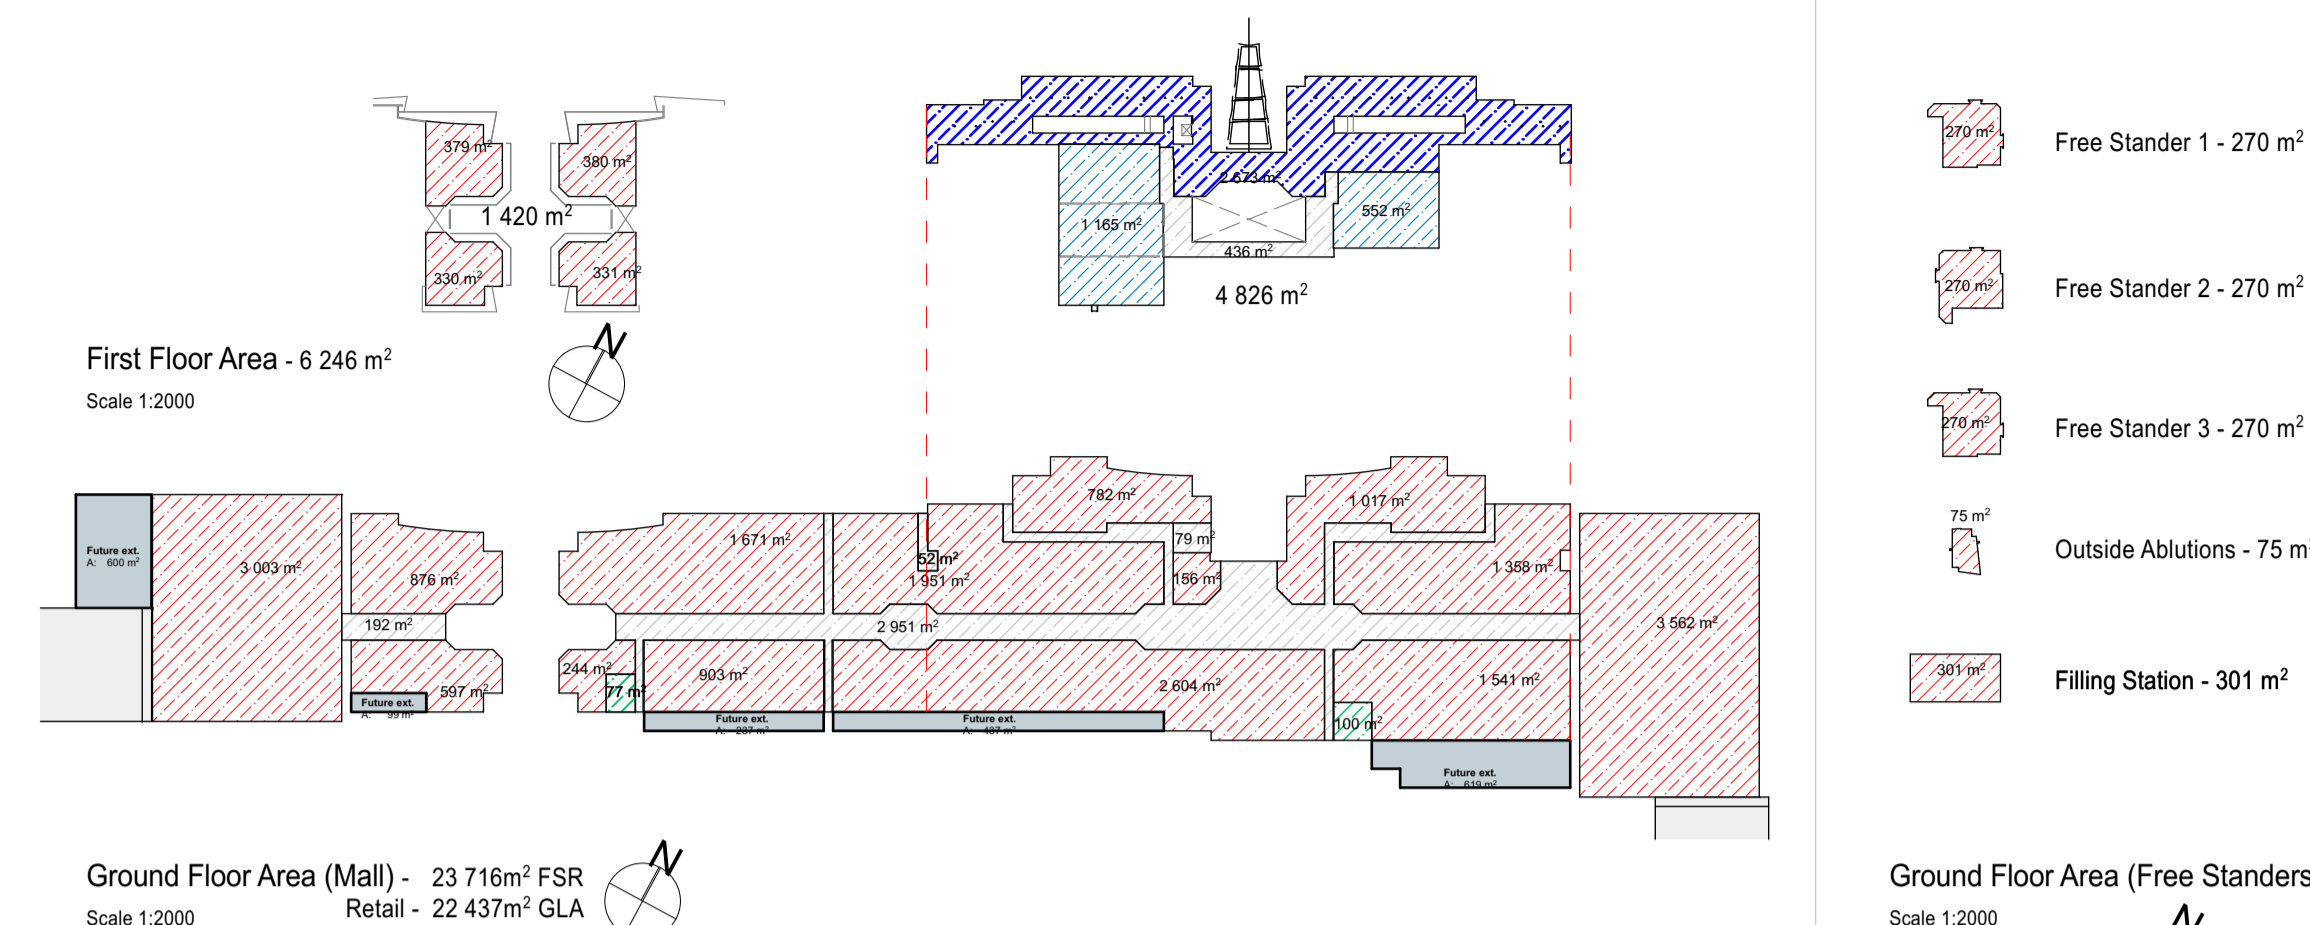 379 m²
380 m²
1 420 m²
330 m²
331 m²
N
First Floor Area - 6 246 m²
Scale 1:2000
2 673 m²
1 165 m²
552 m²
436 m²
4 826 m²
270 m²
Free Stander 1 - 270 m²
270 m²
Free Stander 2 - 270 m²
270 m²
Free Stander 3 - 270 m²
75 m²
Outside Ablutions - 75 m²
301 m²
Filling Station - 301 m²
Future ext.
A: 600 m²
3 003 m²
876 m²
192 m²
597 m²
Future ext.
A: 99 m²
1 671 m²
52 m²
1 951 m²
782 m²
79 m²
156 m²
1 017 m²
1 358 m²
3 562 m²
2 951 m²
244 m²
77 m²
903 m²
2 604 m²
1 541 m²
100 m²
Future ext.
A: 237 m²
Future ext.
A: 437 m²
Future ext.
A: 619 m²
Ground Floor Area (Mall) - 23 716m² FSR
Retail - 22 437m² GLA
Scale 1:2000
N
Ground Floor Area (Free Standers
Scale 1:2000
N